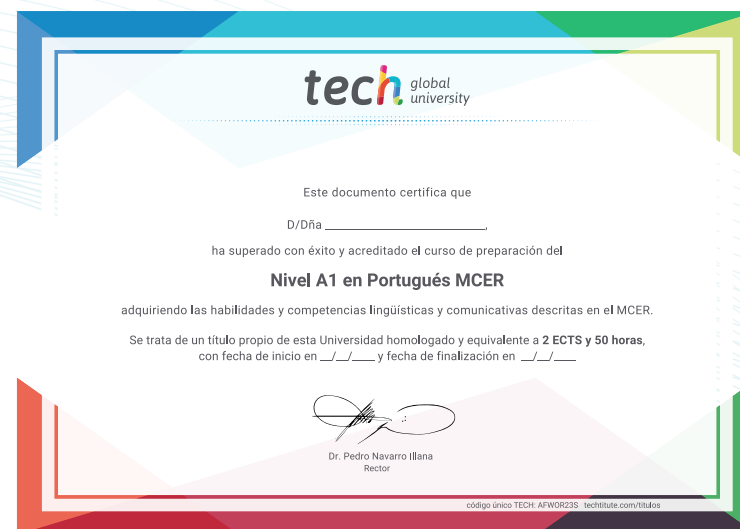 tech global
university
Este documento certifica que
D/Dña ______________________,
ha superado con éxito y acreditado el curso de preparación del
Nivel A1 en Portugués MCER
adquiriendo las habilidades y competencias lingüísticas y comunicativas descritas en el MCER.
Se trata de un título propio de esta Universidad homologado y equivalente a 2 ECTS y 50 horas,
con fecha de inicio en __/__/____ y fecha de finalización en __/__/____
Dr. Pedro Navarro Illana
Rector
código único TECH: AFWOR23S techtitute.com/titulos